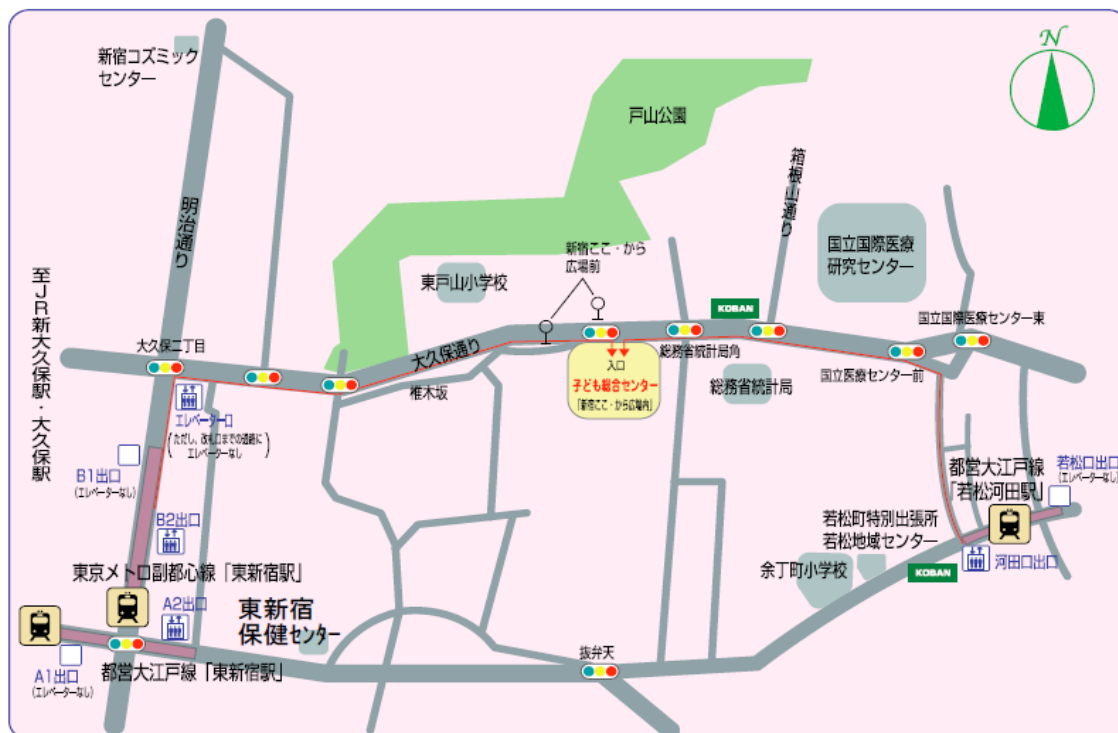 新宿コズミック
センター
N
戸山公園
箱根山通り
明治通り
国立国際医療
研究センター
新宿ここ・から
広場前
東戸山小学校
至JR新大久保駅・大久保駅
KOBAN
大久保二丁目
大久保通り
国立国際医療センター東
総務省統計局角
入口
子ども総合センター
「新宿ここ・から広場内」
総務省統計局
国立医療センター前
椎木坂
エレベーター口
(ただし、改札口までの道路に
エレベーターなし)
B1出口
(エレベーターなし)
B2出口
都営大江戸線
「若松河田駅」
若松口出口
(エレベーターなし)
若松町特別出張所
若松地域センター
余丁町小学校
KOBAN
河田口出口
東京メトロ副都心線「東新宿駅」
A2出口
東新宿
保健センター
A1出口
(エレベーターなし)
都営大江戸線「東新宿駅」
抜弁天